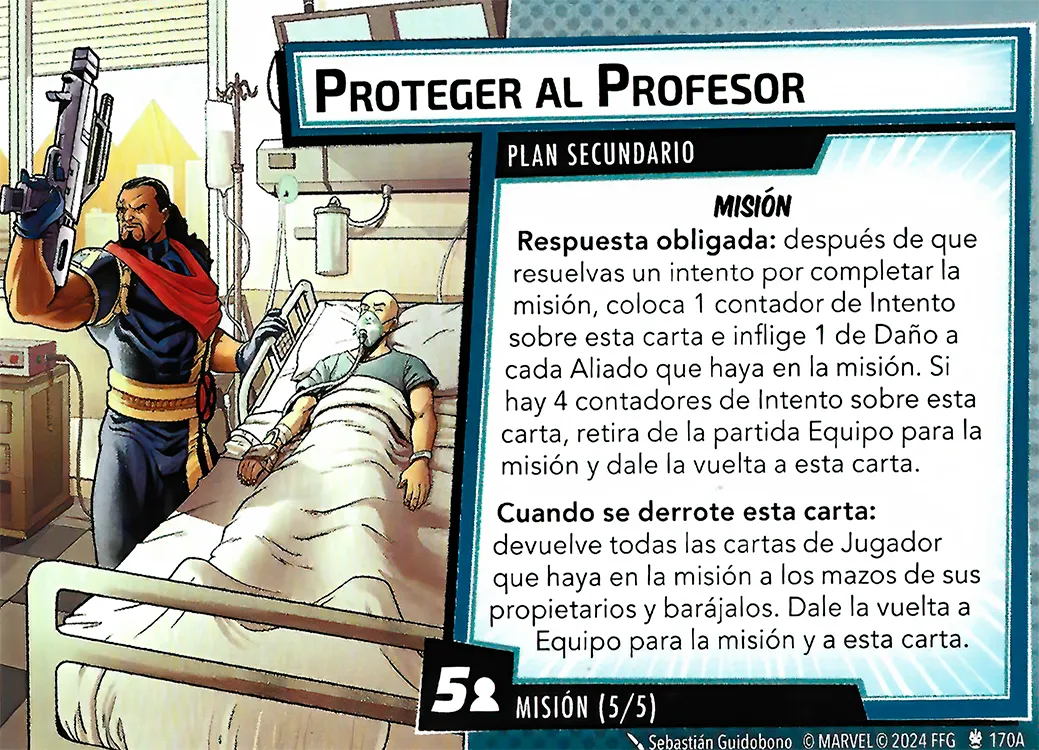 PROTEGER AL PROFESOR
PLAN SECUNDARIO
MISIÓN
Respuesta obligada: después de que
resuelvas un intento por completar la
misión, coloca 1 contador de Intento
sobre esta carta e inflige 1 de Daño a
cada Aliado que haya en la misión. Si
hay 4 contadores de Intento sobre esta
carta, retira de la partida Equipo para la
misión y dale la vuelta a esta carta.
Cuando se derrote esta carta:
devuelve todas las cartas de Jugador
que haya en la misión a los mazos de sus
propietarios y barájalos. Dale la vuelta a
Equipo para la misión y a esta carta.
5
MISIÓN (5/5)
Sebastián Guidobono © MARVEL © 2024 FFG 170A